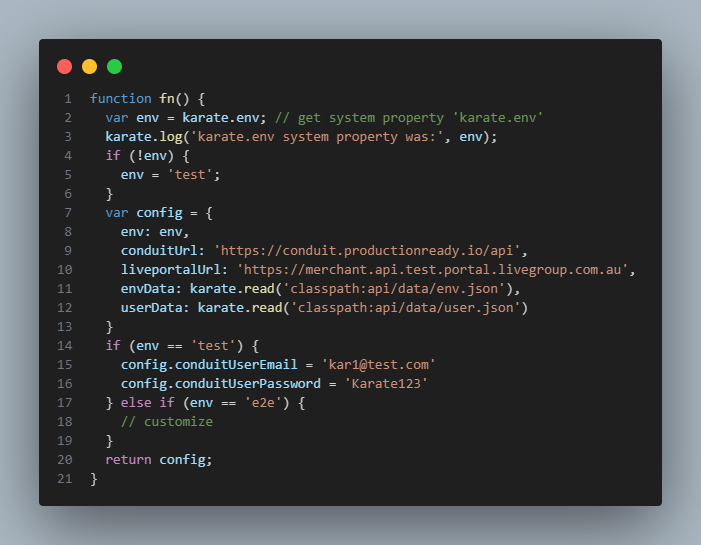 1 function fn() {
2 var env = karate.env; // get system property 'karate.env'
3 karate.log('karate.env system property was:', env);
4 if (!env) {
5 env = 'test';
6 }
7 var config = {
8 env: env,
9 conduitUrl: 'https://conduit.productionready.io/api',
10 liveportalUrl: 'https://merchant.api.test.portal.livegroup.com.au',
11 envData: karate.read('classpath:api/data/env.json'),
12 userData: karate.read('classpath:api/data/user.json')
13 }
14 if (env == 'test') {
15 config.conduitUserEmail = 'kar1@test.com'
16 config.conduitUserPassword = 'Karate123'
17 } else if (env == 'e2e') {
18 // customize
19 }
20 return config;
21 }